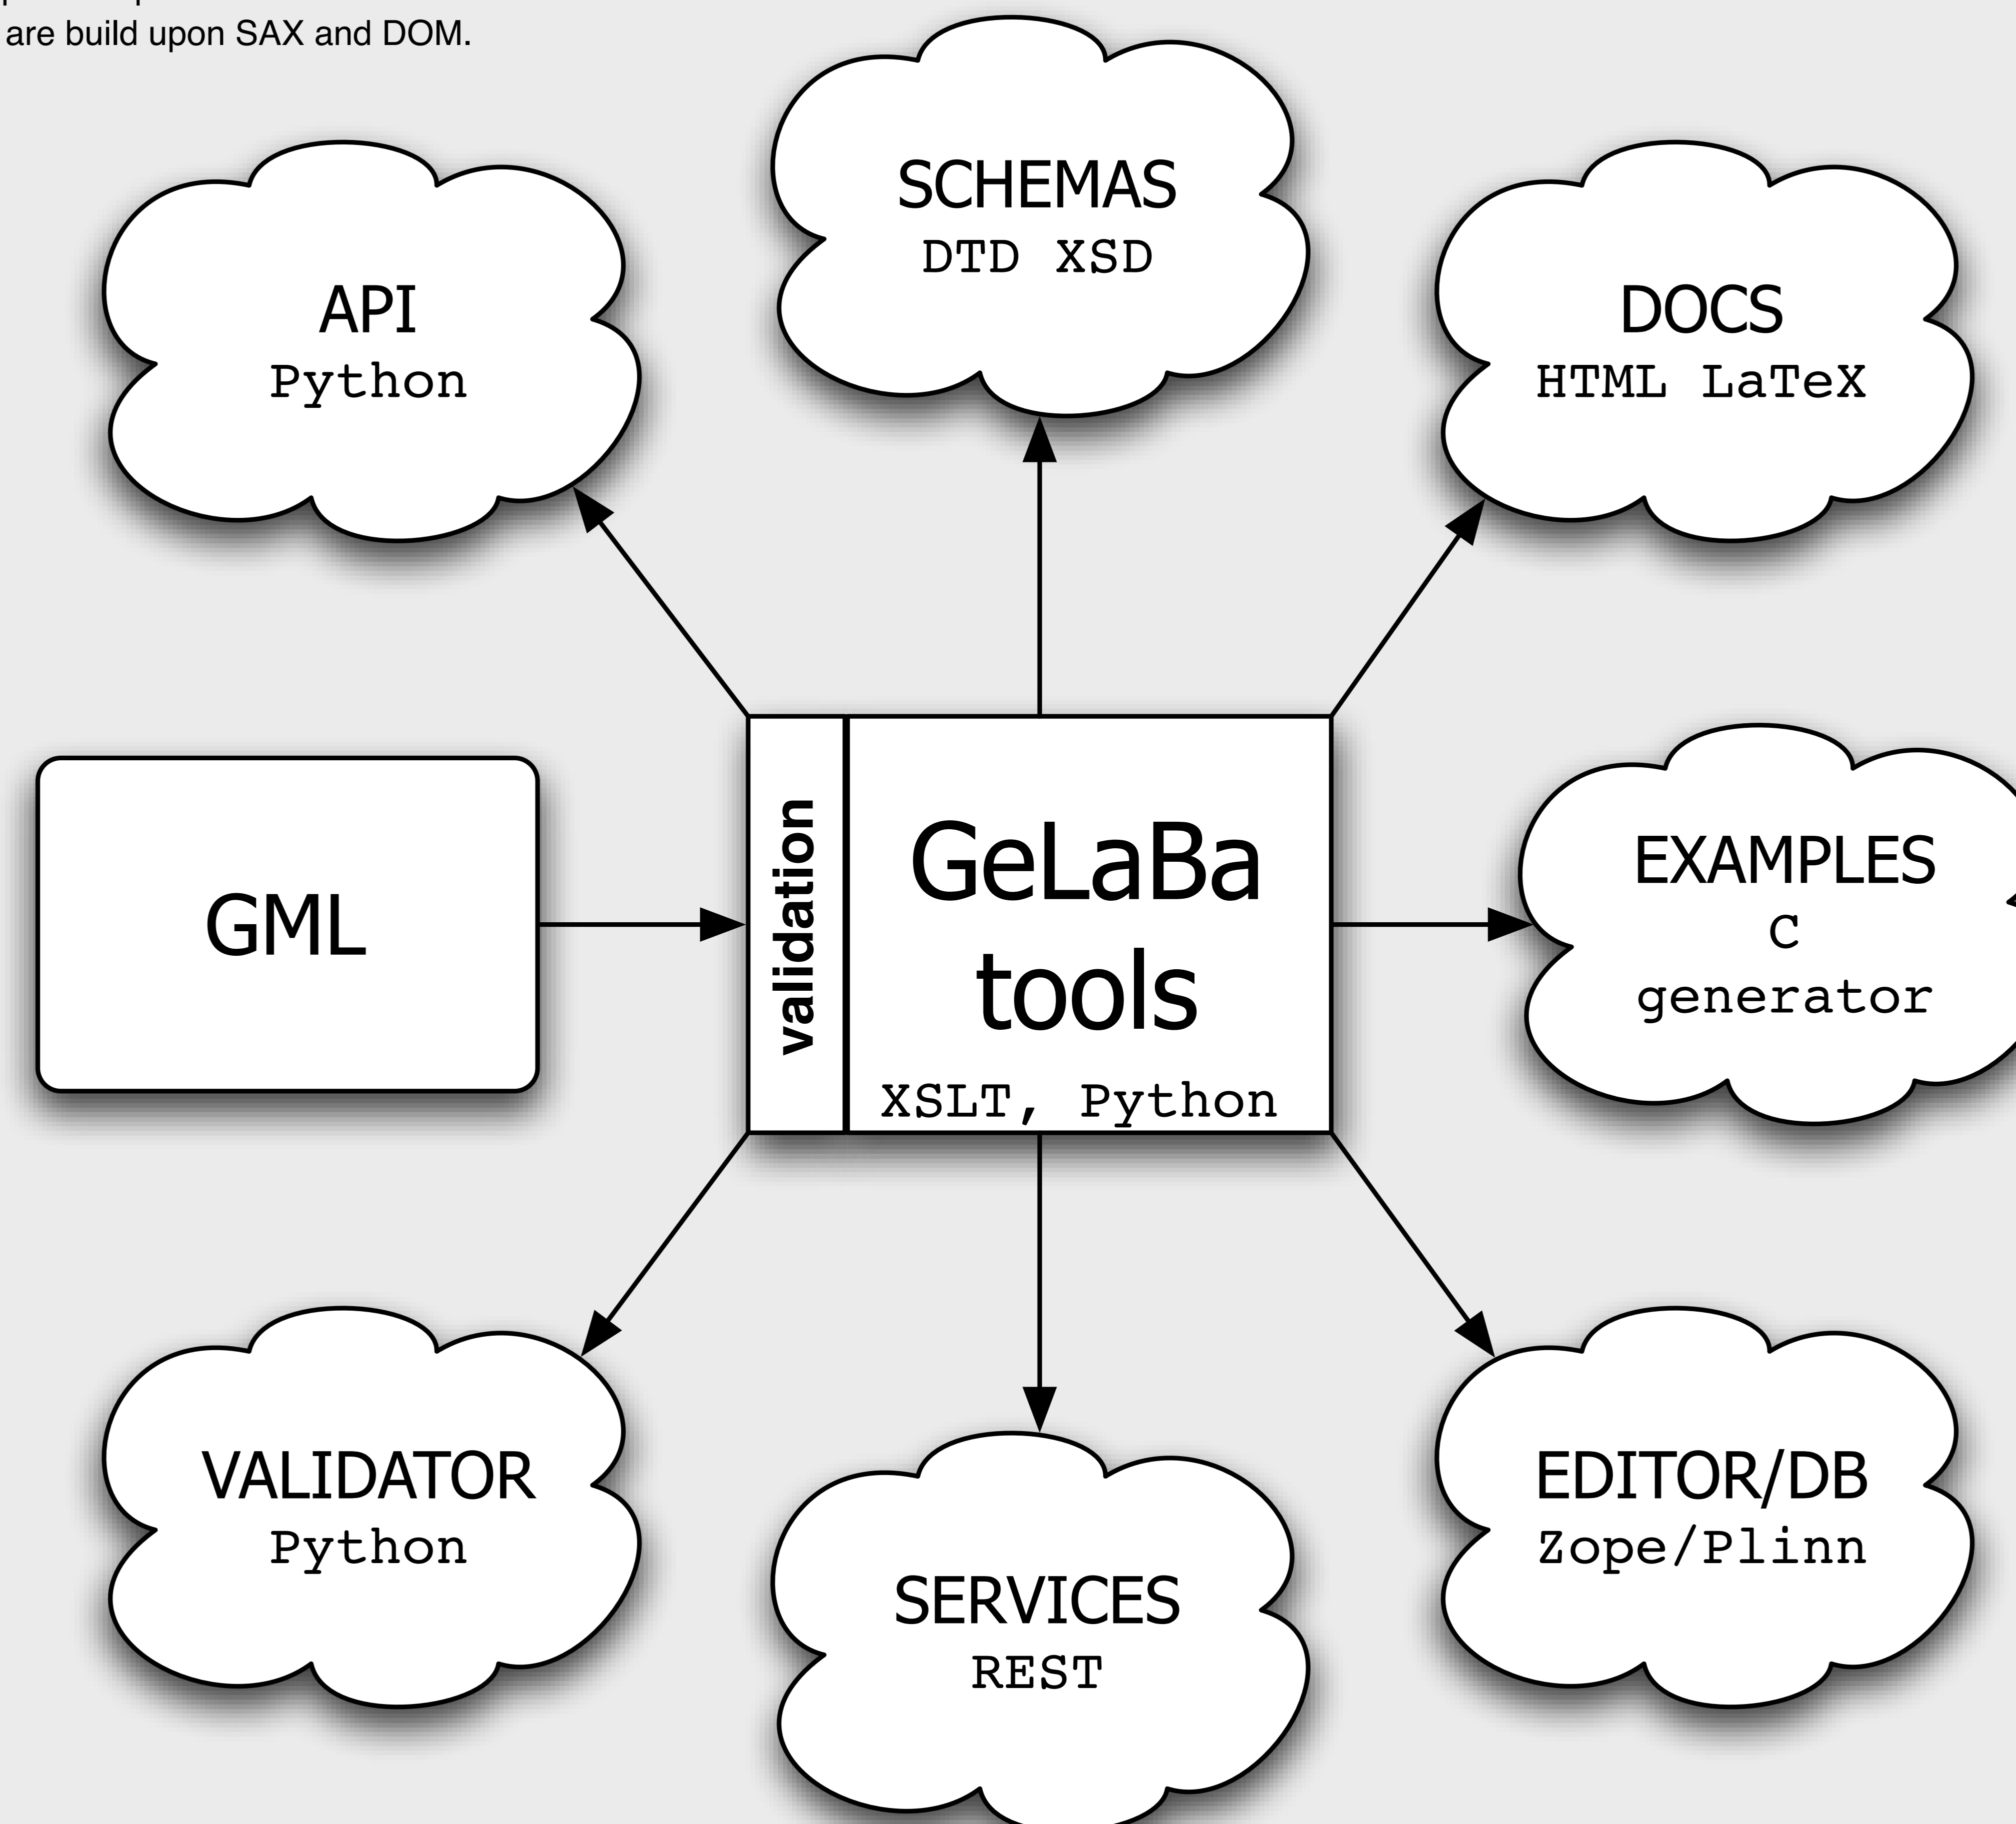 are build upon SAX and DOM.
SCHEMAS
DTD XSD
API
Python
DOCS
HTML LaTeX
GML
validation
GeLaBa
tools
XSLT, Python
EXAMPLES
C
generator
VALIDATOR
Python
SERVICES
REST
EDITOR/DB
Zope/Plinn